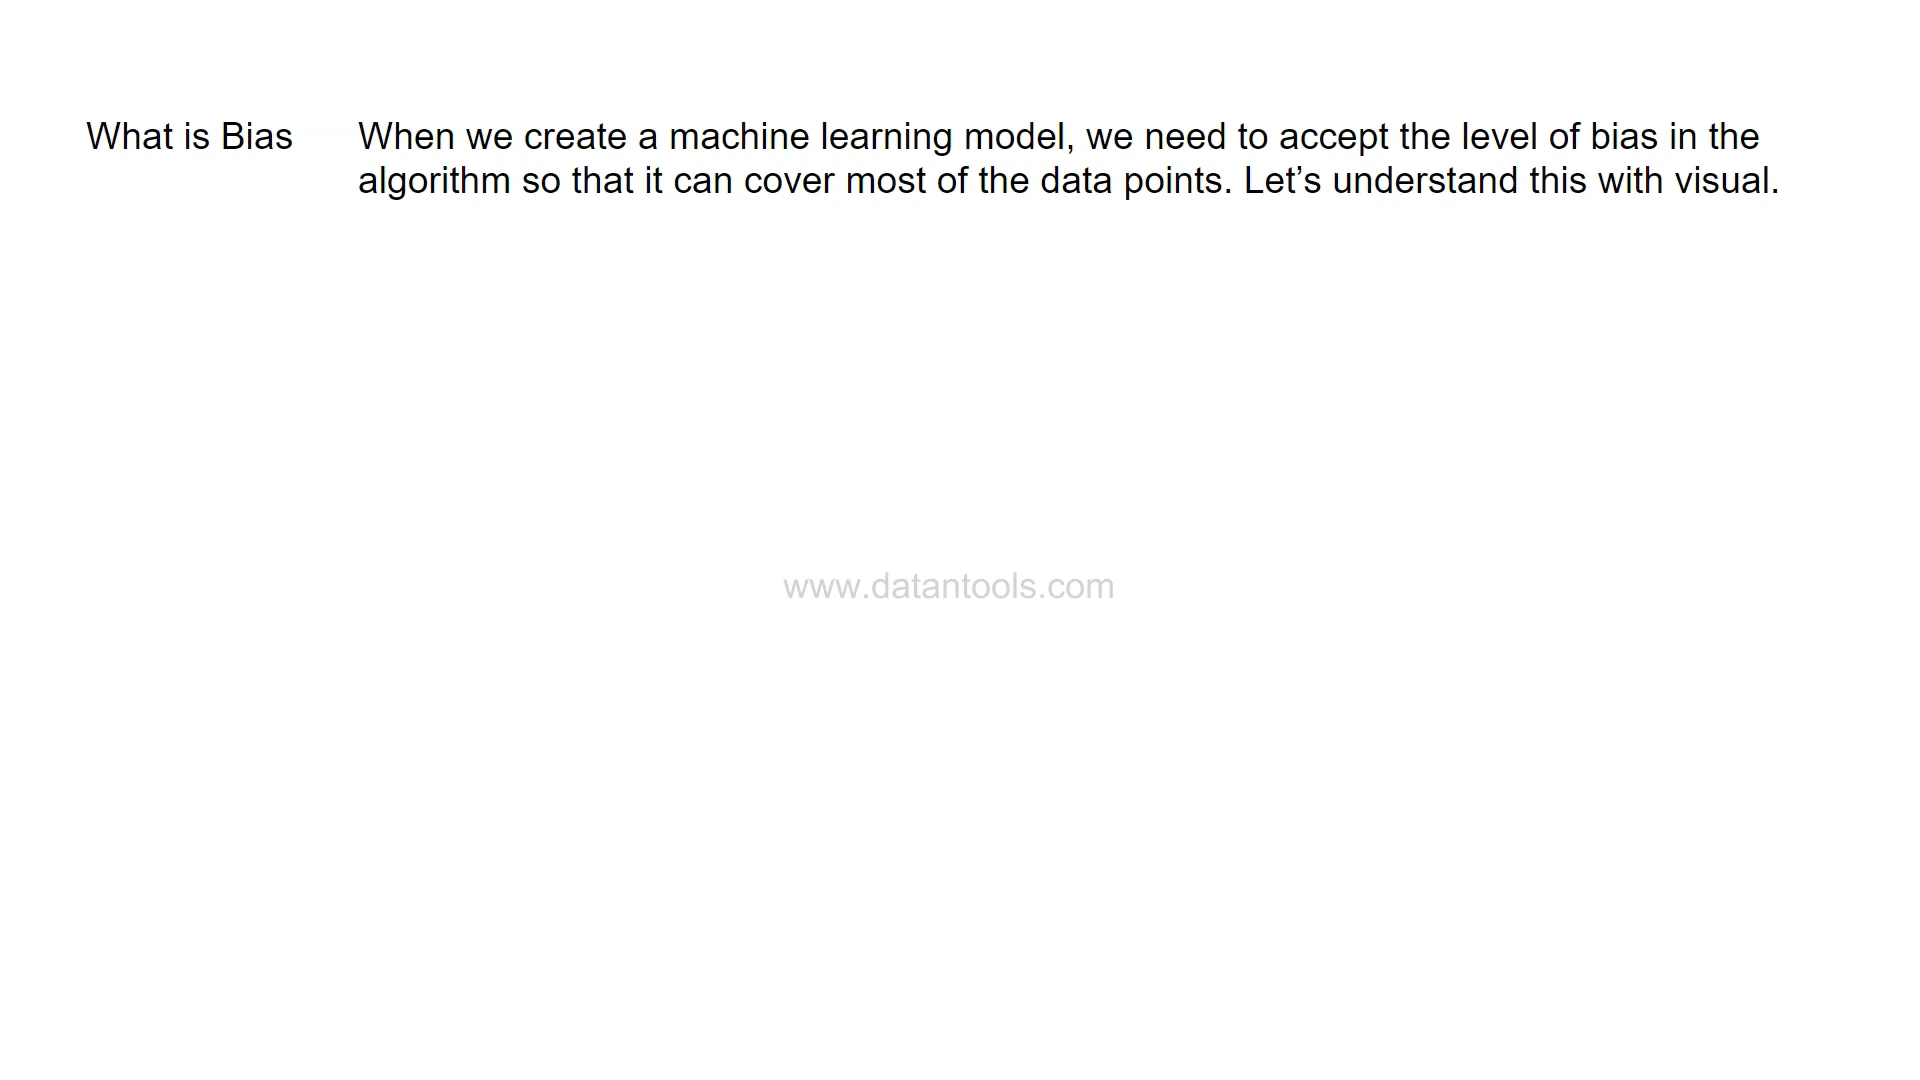 What is Bias
When we create a machine learning model, we need to accept the level of bias in the
algorithm so that it can cover most of the data points. Let’s understand this with visual.
www.datantools.com